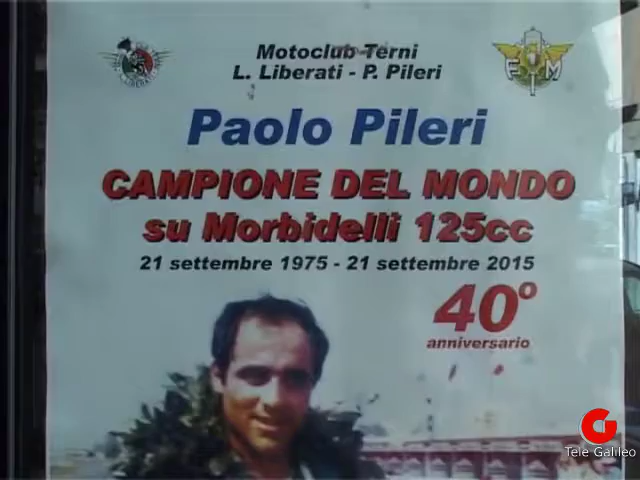 Motoclub Terni
L. Liberati - P. Pileri
F M
Paolo Pileri
CAMPIONE DEL MONDO
su Morbidelli 125cc
21 settembre 1975 - 21 settembre 2015
40°
anniversario
Tele Galileo